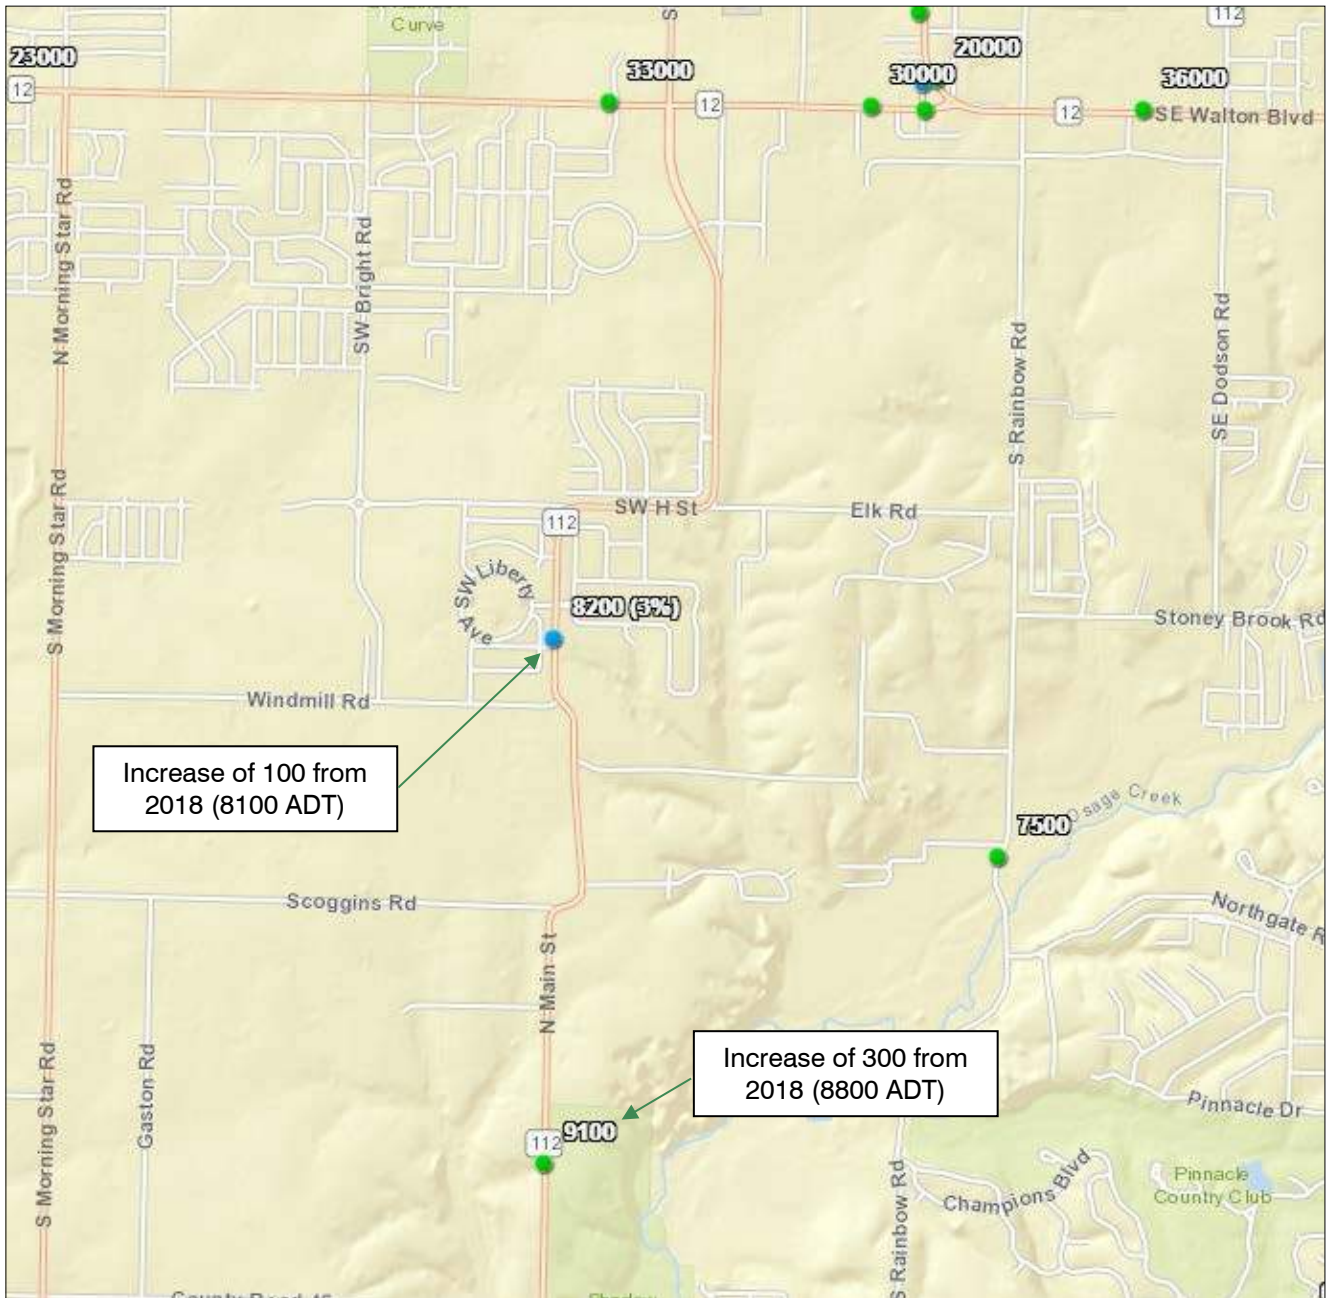 S
112
Curve
20000
23000
33000
30000
36000
12
12
12
SE Walton Blvd
N Morning Star Rd
SW Bright Rd
S Rainbow Rd
SE Dodson Rd
S Morning Star Rd
SW H St
Elk Rd
112
SW Liberty
Ave
8200 (3%)
Stoney Brook Rd
Windmill Rd
Increase of 100 from
2018 (8100 ADT)
Osage Creek
7500
Scoggins Rd
Northgate R
N Main St
S Morning Star Rd
Gaston Rd
Increase of 300 from
2018 (8800 ADT)
Pinnacle Dr
112
9100
S Rainbow Rd
Champions Blvd
Pinnacle
Country Club